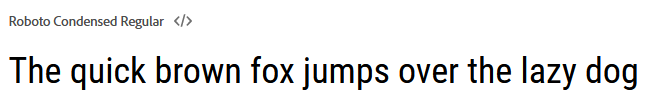 Roboto Condensed Regular </>
The quick brown fox jumps over the lazy dog